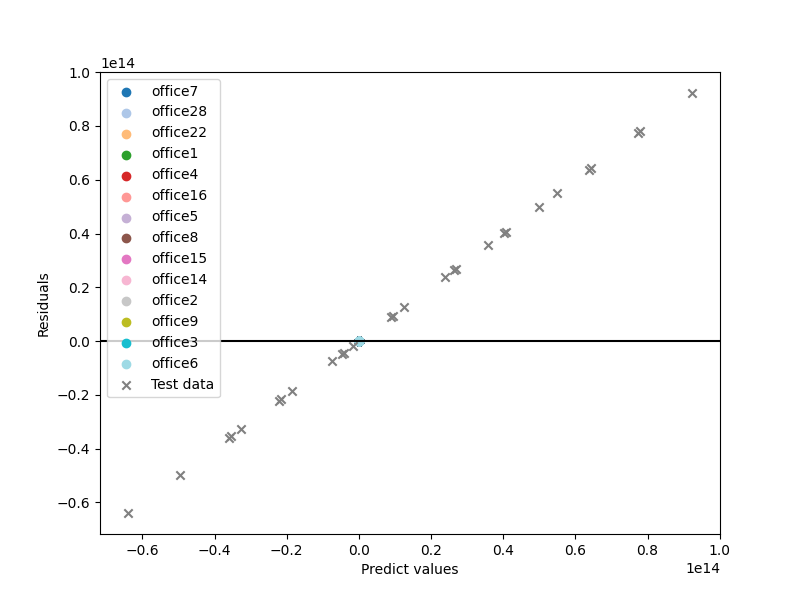 1e14
1.0
0.8
0.6
0.4
0.2
0.0
−0.2
−0.4
−0.6
Residuals
office7
office28
office22
office1
office4
office16
office5
office8
office15
office14
office2
office9
office3
office6
Test data
−0.6 −0.4 −0.2 0.0 0.2 0.4 0.6 0.8 1.0
Predict values
1e14